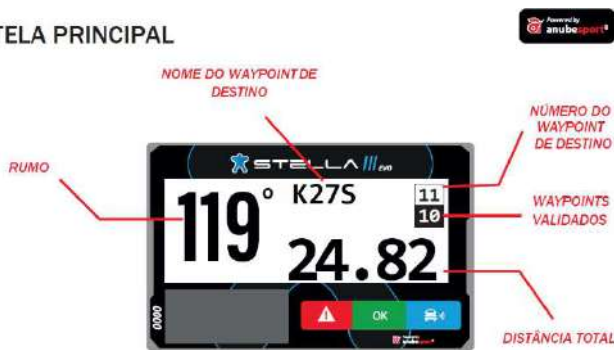 TELA PRINCIPAL
Powered by
anubesport
NOME DO WAYPOINT DE
DESTINO
NÚMERO DO
WAYPOINT
DE DESTINO
RUMO
STELLA III EVO
119° K27S
11
10
WAYPOINTS
VALIDADOS
24.82
0000
OK
DISTÂNCIA TOTAL